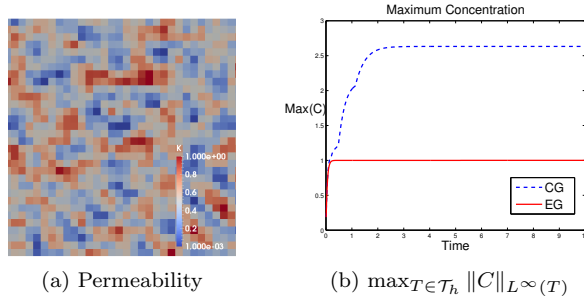 K
1.000e+00
0.8
0.6
0.4
0.2
1.000e-03
(a) Permeability
Maximum Concentration
3
2.5
2
Max(C)
1.5
1
0.5
0
0 1 2 3 4 5 6 7 8 9 10
Time
CG
EG
(b) max_{T∈𝒯_h} ‖C‖_{L^∞(T)}